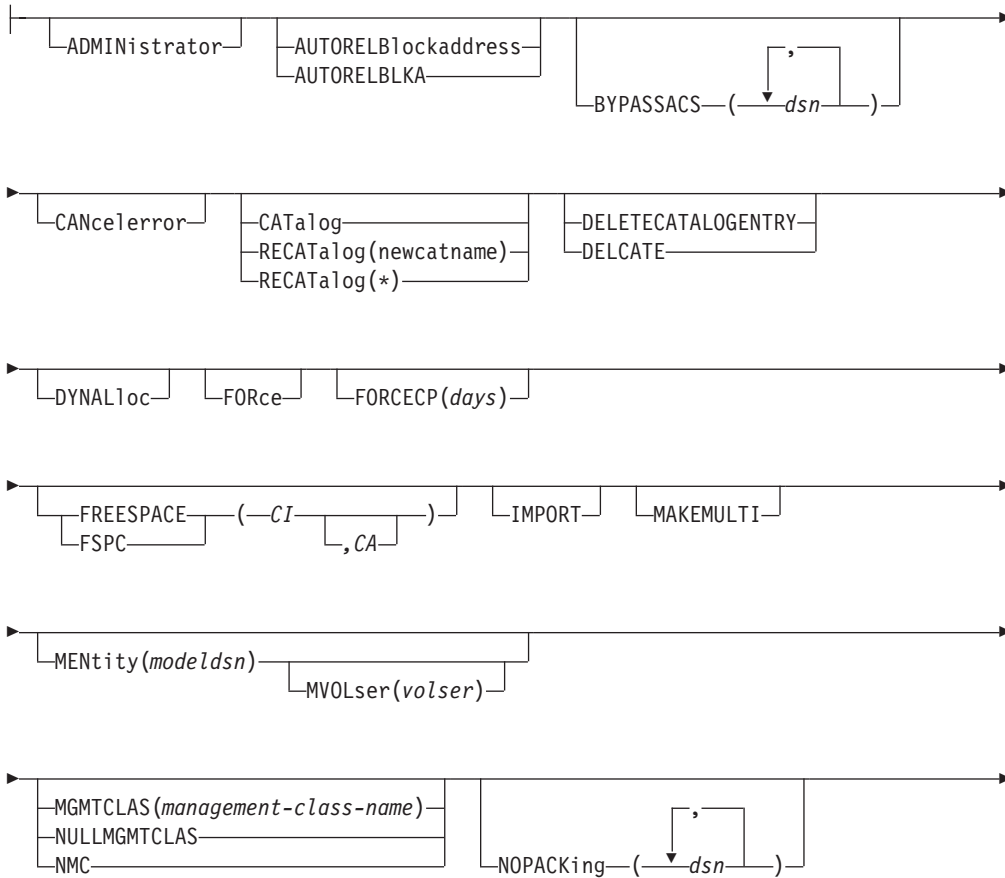 ADMINistrator AUTORELBlockaddress ,
AUTORELBLKA
BYPASSACS ( dsn )
CANcelerror CATalog DELETECATALOGENTRY
RECATalog(newcatname) DELCATE
RECATalog(*)
DYNALloc FORce FORCECP(days)
FREESPACE ( CI ) IMPORT MAKEMULTI
FSPC ,CA
MENtity(modeldsn)
MVOLser(volser)
MGMTCLAS(management-class-name) ,
NULLMGMTCLAS
NMC NOPACKing ( dsn )